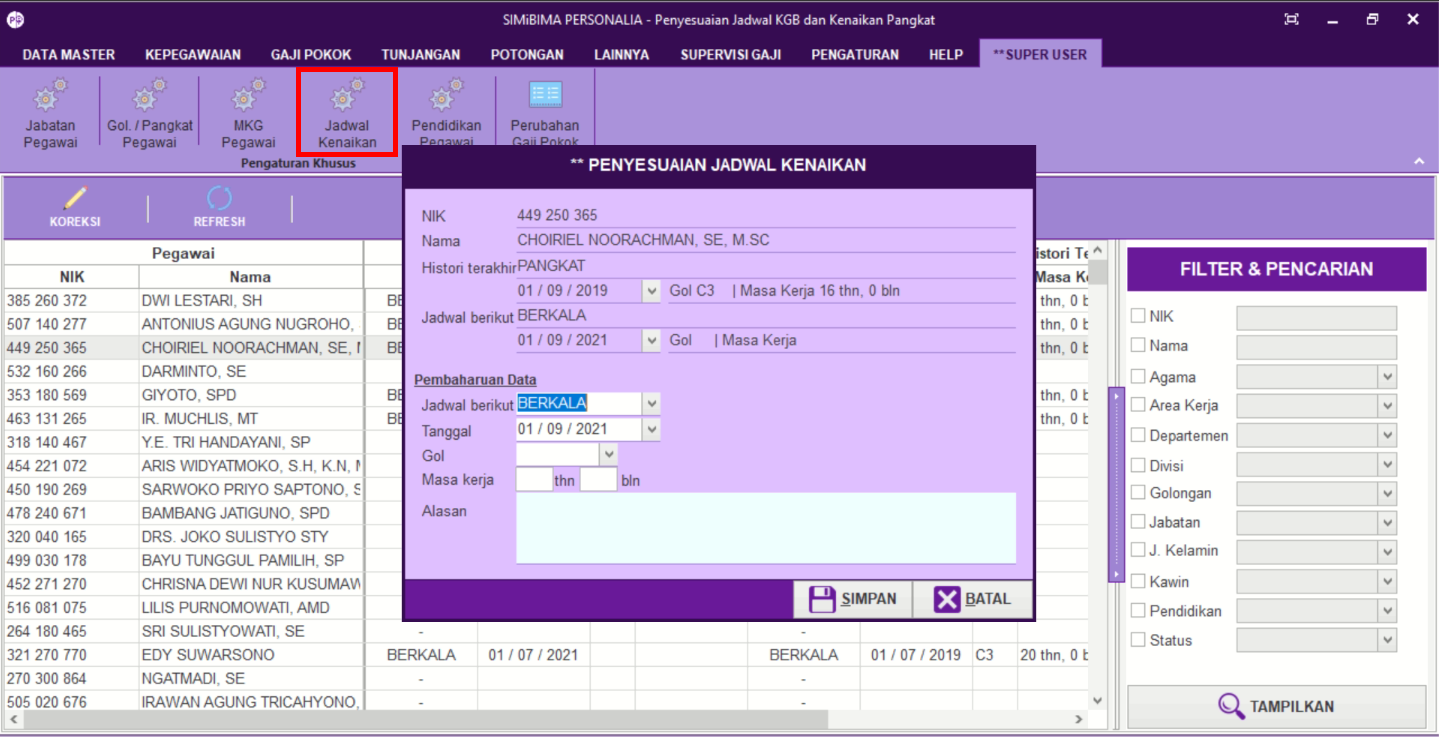 SIMiBIMA PERSONALIA - Penyesuaian Jadwal KGB dan Kenaikan Pangkat
DATA MASTER KEPEGAWAIAN GAJI POKOK TUNJANGAN POTONGAN LAINNYA SUPERVISI GAJI PENGATURAN HELP **SUPER USER
Jabatan Pegawai
Gol. / Pangkat Pegawai
MKG Pegawai
Jadwal Kenaikan
Pendidikan Pegawai
Perubahan Gaji Pokok
Pengaturan Khusus
KOREKSI REFRESH
Pegawai
NIK Nama
385 260 372 DWI LESTARI, SH
507 140 277 ANTONIUS AGUNG NUGROHO,
449 250 365 CHOIRIEL NOORACHMAN, SE,
532 160 266 DARMINTO, SE
353 180 569 GIYOTO, SPD
463 131 265 IR. MUCHLIS, MT
318 140 467 Y.E. TRI HANDAYANI, SP
454 221 072 ARIS WIDYATMOKO, S.H, K.N,
450 190 269 SARWOKO PRIYO SAPTONO, S
478 240 671 BAMBANG JATIGUNO, SPD
320 040 165 DRS. JOKO SULISTYO STY
499 030 178 BAYU TUNGGUL PAMILIH, SP
452 271 270 CHRISNA DEWI NUR KUSUMAW
516 081 075 LILIS PURNOMOWATI, AMD
264 180 465 SRI SULISTYOWATI, SE - -
321 270 770 EDY SUWARSONO BERKALA 01 / 07 / 2021 BERKALA 01 / 07 / 2019 C3 20 thn, 0 b
270 300 864 NGATMADI, SE - -
505 020 676 IRAWAN AGUNG TRICAHYONO, - -
** PENYESUAIAN JADWAL KENAIKAN
NIK 449 250 365
Nama CHOIRIEL NOORACHMAN, SE, M.SC
Histori terakhir PANGKAT
01 / 09 / 2019 Gol C3 | Masa Kerja 16 thn, 0 bln
Jadwal berikut BERKALA
01 / 09 / 2021 Gol | Masa Kerja
Pembaharuan Data
Jadwal berikut BERKALA
Tanggal 01 / 09 / 2021
Gol
Masa kerja thn bln
Alasan
SIMPAN BATAL
istori Te
Masa Ke
thn, 0 b
thn, 0 b
thn, 0 b
thn, 0 b
thn, 0 b
FILTER & PENCARIAN
NIK
Nama
Agama
Area Kerja
Departemen
Divisi
Golongan
Jabatan
J. Kelamin
Kawin
Pendidikan
Status
TAMPILKAN